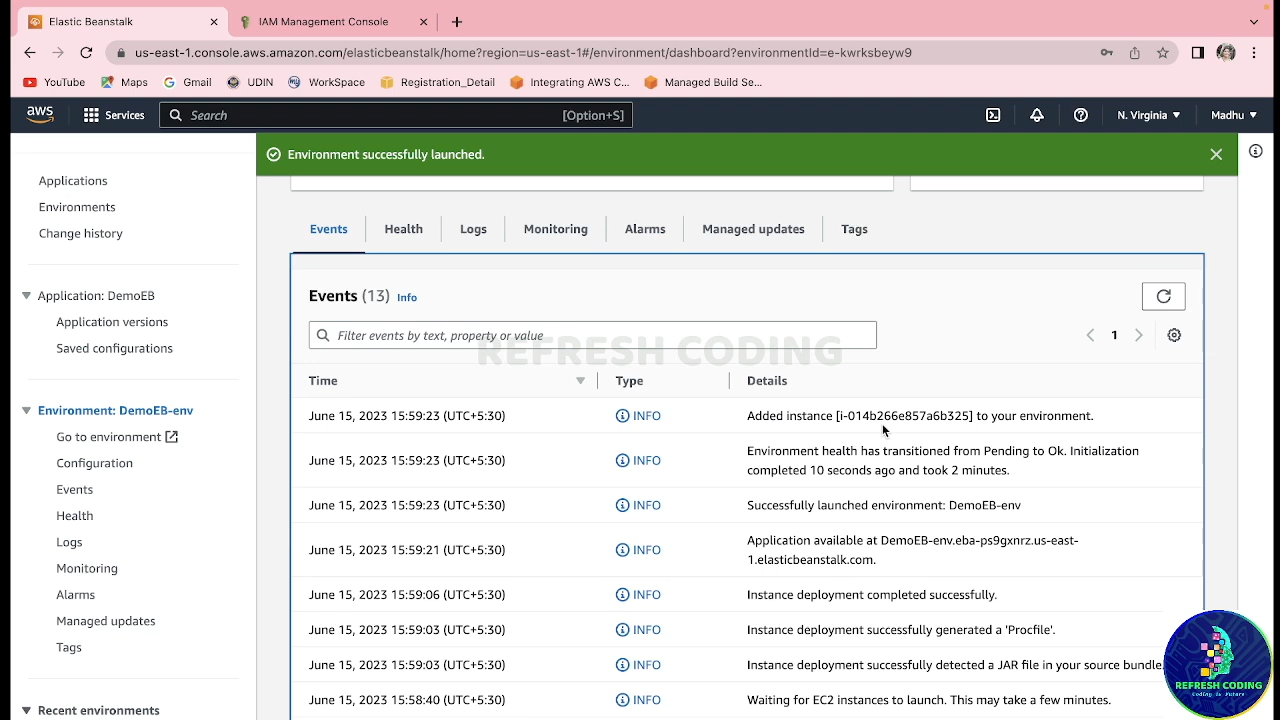 Elastic Beanstalk
IAM Management Console
us-east-1.console.aws.amazon.com/elasticbeanstalk/home?region=us-east-1#/environment/dashboard?environmentId=e-kwrksbeyw9
YouTube
Maps
Gmail
UDIN
WorkSpace
Registration_Detail
Integrating AWS C...
Managed Build Se...
aws
Services
Search
[Option+S]
N. Virginia
Madhu
Environment successfully launched.
Applications
Environments
Change history
Application: DemoEB
Application versions
Saved configurations
Environment: DemoEB-env
Go to environment
Configuration
Events
Health
Logs
Monitoring
Alarms
Managed updates
Tags
Recent environments
Events
Health
Logs
Monitoring
Alarms
Managed updates
Tags
Events (13) Info
Filter events by text, property or value
1
REFRESH CODING
Time
Type
Details
June 15, 2023 15:59:23 (UTC+5:30)
INFO
Added instance [i-014b266e857a6b325] to your environment.
June 15, 2023 15:59:23 (UTC+5:30)
INFO
Environment health has transitioned from Pending to Ok. Initialization
completed 10 seconds ago and took 2 minutes.
June 15, 2023 15:59:23 (UTC+5:30)
INFO
Successfully launched environment: DemoEB-env
June 15, 2023 15:59:21 (UTC+5:30)
INFO
Application available at DemoEB-env.eba-ps9gxnrz.us-east-
1.elasticbeanstalk.com.
June 15, 2023 15:59:06 (UTC+5:30)
INFO
Instance deployment completed successfully.
June 15, 2023 15:59:03 (UTC+5:30)
INFO
Instance deployment successfully generated a 'Procfile'.
June 15, 2023 15:59:03 (UTC+5:30)
INFO
Instance deployment successfully detected a JAR file in your source bundle
June 15, 2023 15:58:40 (UTC+5:30)
INFO
Waiting for EC2 instances to launch. This may take a few minutes.
REFRESH CODING
Coding Is Future